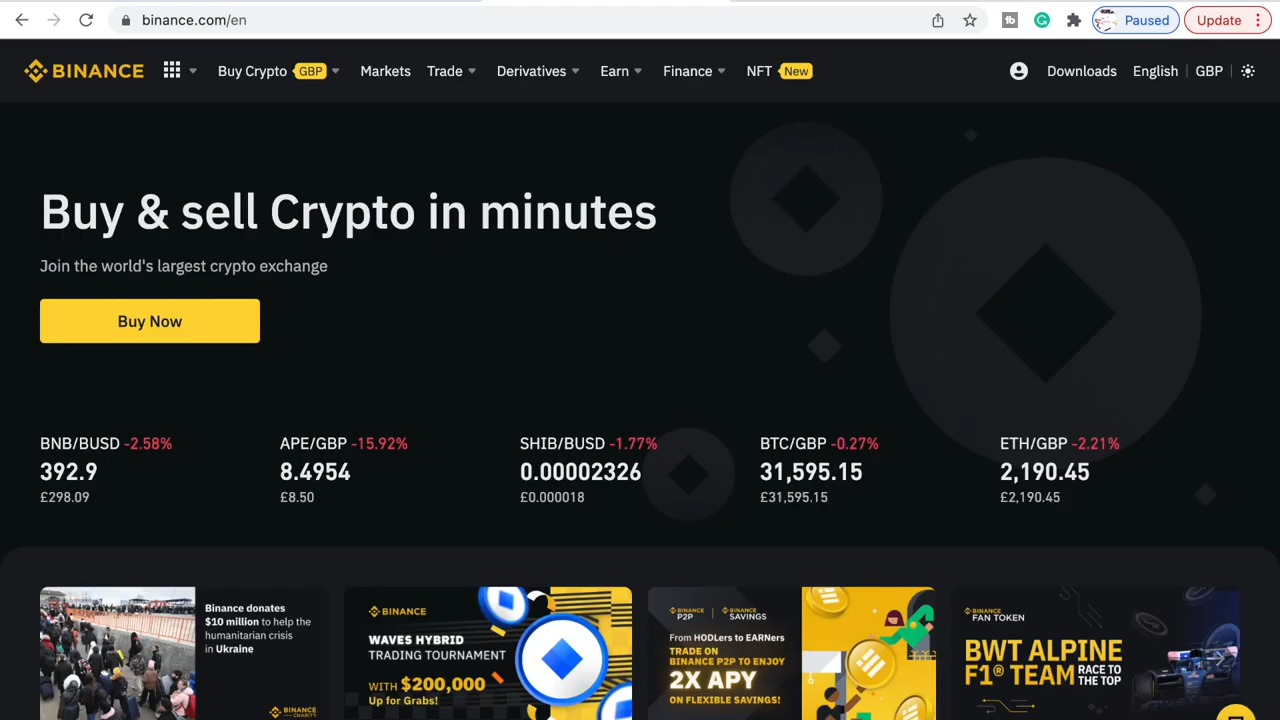 binance.com/en
Paused
Update
BINANCE
Buy Crypto GBP
Markets
Trade
Derivatives
Earn
Finance
NFT New
Downloads
English
GBP
Buy & sell Crypto in minutes
Join the world's largest crypto exchange
Buy Now
BNB/BUSD -2.58%
392.9
£298.09
APE/GBP -15.92%
8.4954
£8.50
SHIB/BUSD -1.77%
0.00002326
£0.000018
BTC/GBP -0.27%
31,595.15
£31,595.15
ETH/GBP -2.21%
2,190.45
£2,190.45
Binance donates
$10 million to help the
humanitarian crisis
in Ukraine
BINANCE
CHARITY
BINANCE
WAVES HYBRID
TRADING TOURNAMENT
WITH $200,000
Up for Grabs!
BINANCE P2P
BINANCE SAVINGS
From HODLers to EARNers
TRADE ON
BINANCE P2P TO ENJOY
2X APY
ON FLEXIBLE SAVINGS!
BINANCE
FAN TOKEN
BWT ALPINE
F1® TEAM RACE TO THE TOP